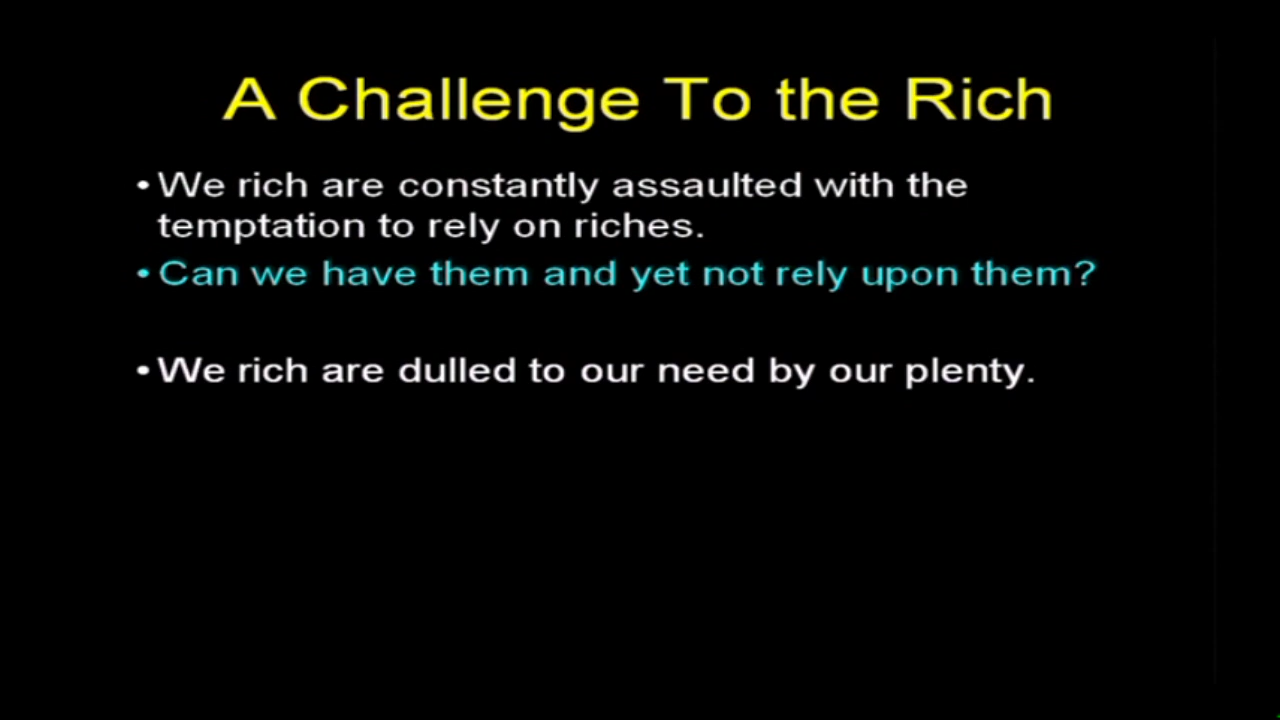 A Challenge To the Rich
• We rich are constantly assaulted with the
temptation to rely on riches.
• Can we have them and yet not rely upon them?
• We rich are dulled to our need by our plenty.